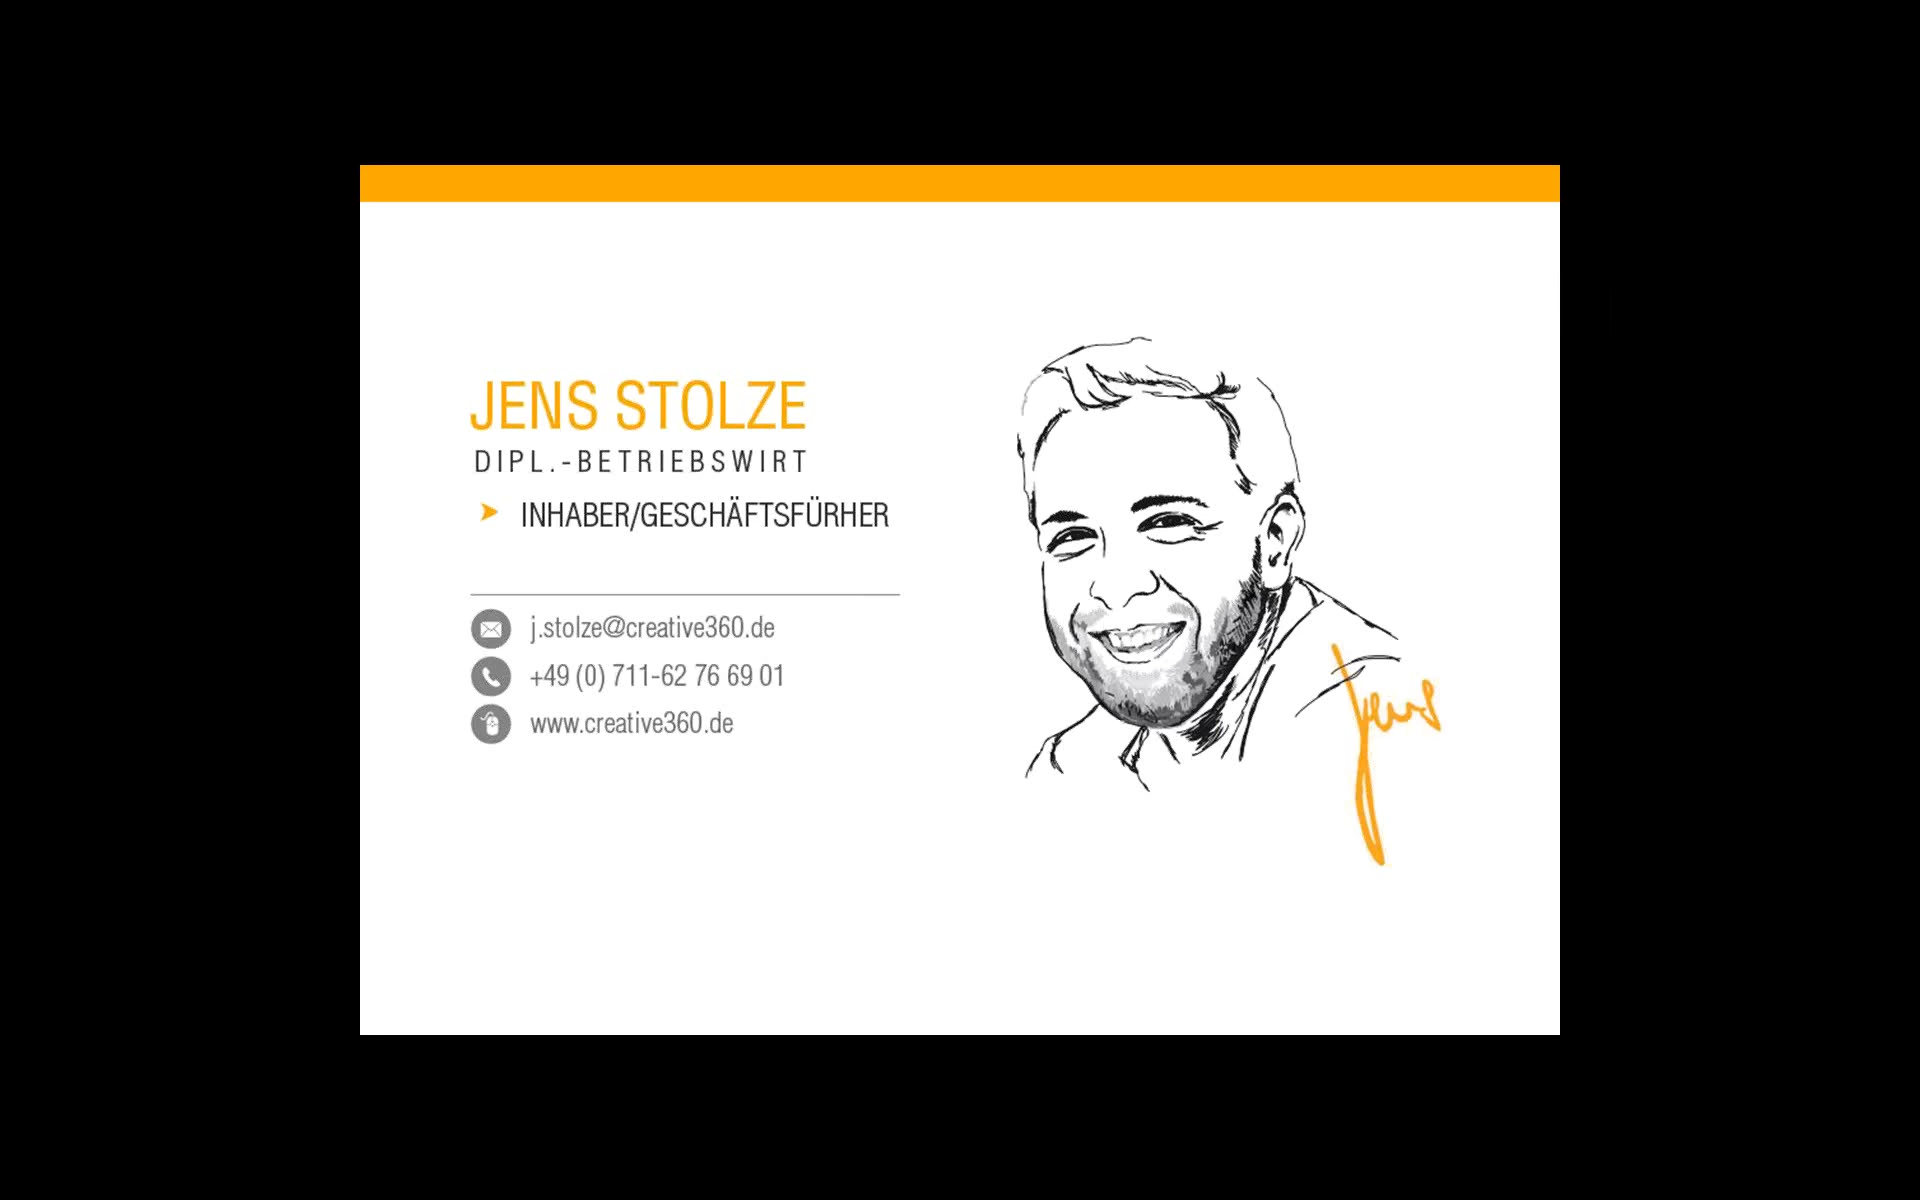 JENS STOLZE
DIPL.-BETRIEBSWIRT
INHABER/GESCHÄFTSFÜRHER
j.stolze@creative360.de
+49 (0) 711-62 76 69 01
www.creative360.de
Jens